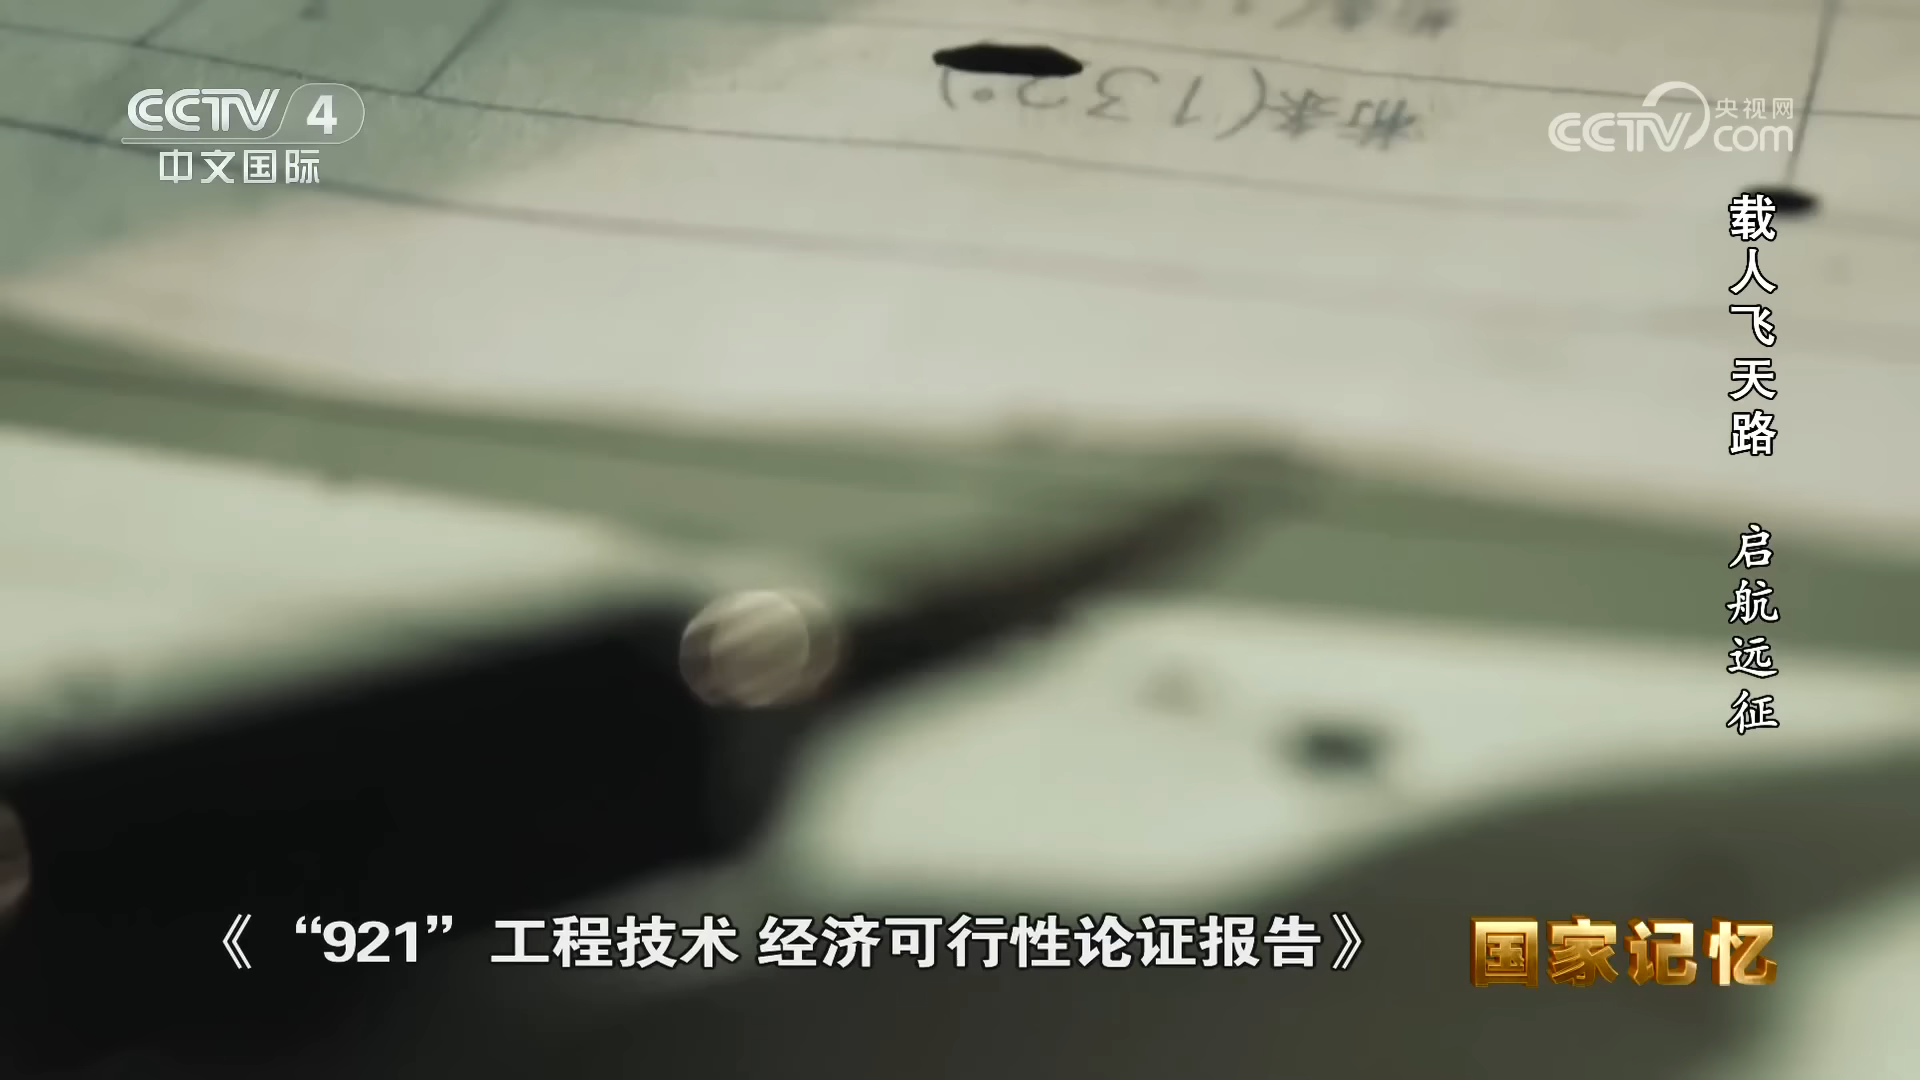 CCTV 4
中文国际
央视网
CCTV.com
(132°)
载人飞天路 启航远征
《“921”工程技术 经济可行性论证报告》
国家记忆